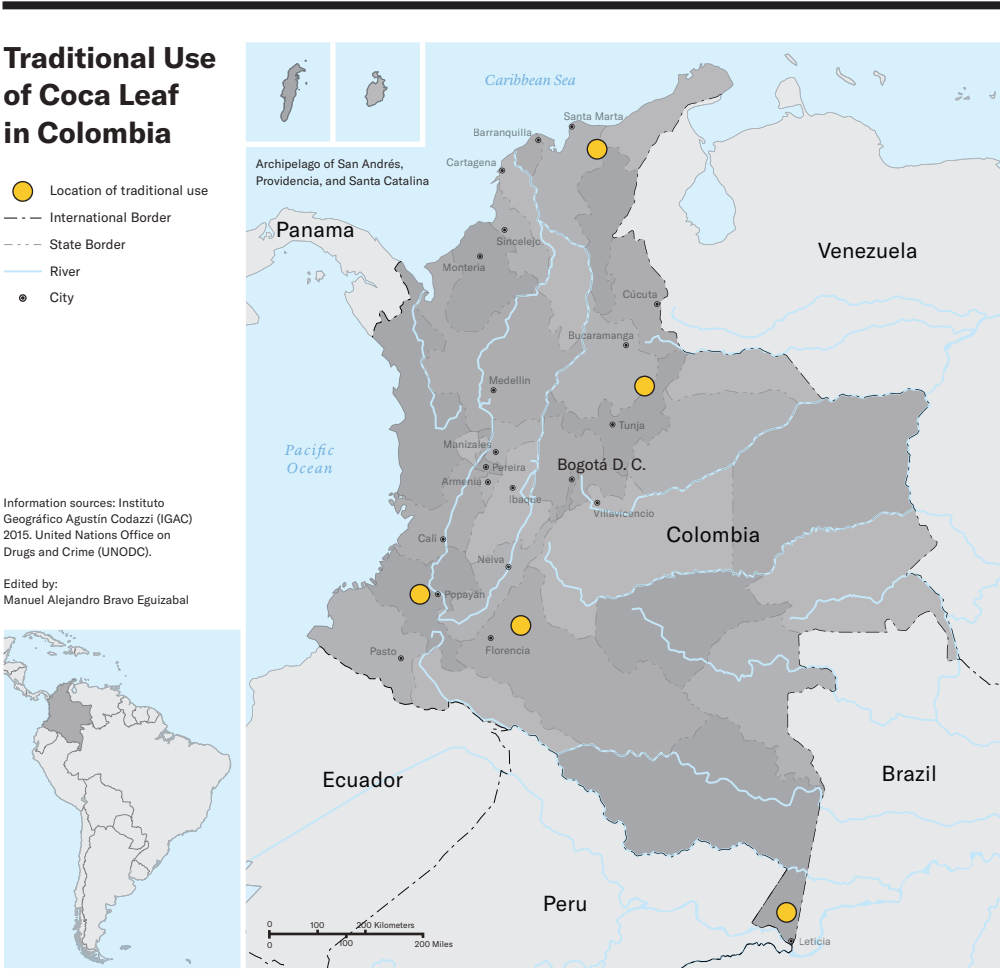 Traditional Use
of Coca Leaf
in Colombia
Location of traditional use
International Border
State Border
River
City
Information sources: Instituto
Geográfico Agustín Codazzi (IGAC)
2015. United Nations Office on
Drugs and Crime (UNODC).
Edited by:
Manuel Alejandro Bravo Eguizabal
Archipelago of San Andrés,
Providencia, and Santa Catalina
Caribbean Sea
Santa Marta
Barranquilla
Cartagena
Panama
Sincelejo
Venezuela
Monteria
Cúcuta
Bucaramanga
Medellín
Tunja
Pacific
Ocean
Manizales
Pereira
Bogotá D. C.
Armenia
Ibague
Villavicencio
Colombia
Cali
Neiva
Popayán
Florencia
Pasto
Ecuador
Brazil
Peru
Leticia
0 100 200 Kilometers
0 100 200 Miles